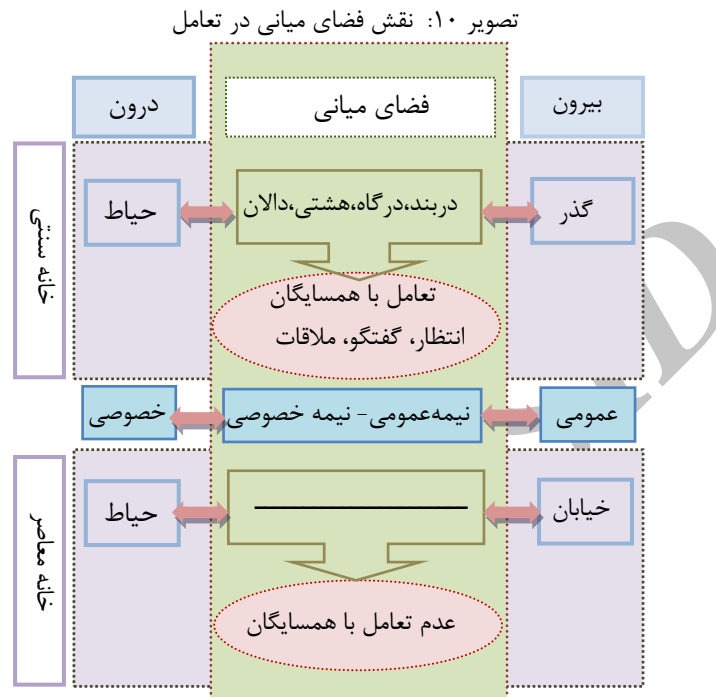 تصویر ۱۰: نقش فضای میانی در تعامل
بیرون
فضای میانی
درون
خانه سنتی
گذر
دربند،درگاه،هشتی،دالان
حیاط
تعامل با همسایگان
انتظار، گفتگو، ملاقات
عمومی
نیمه‌عمومی- نیمه خصوصی
خصوصی
خانه معاصر
خیابان
حیاط
عدم تعامل با همسایگان